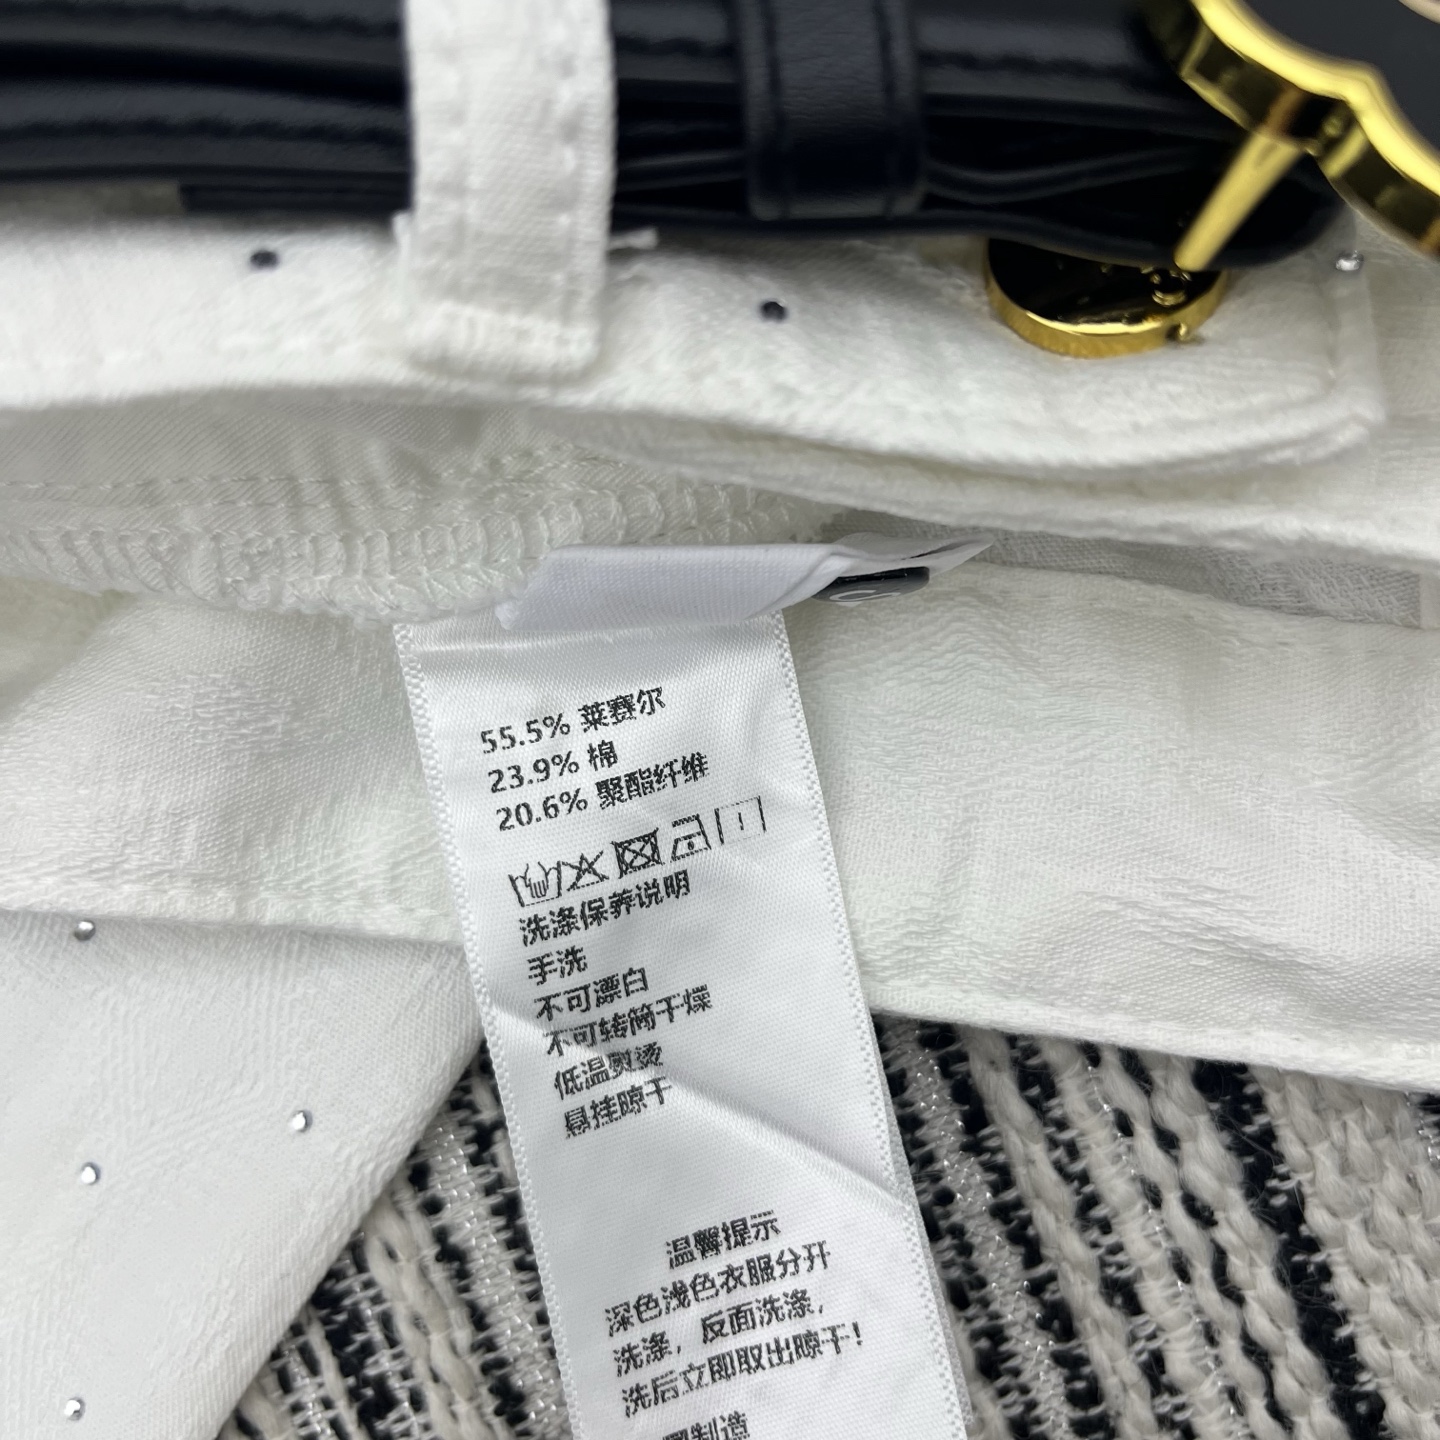 55.5% 莱赛尔
23.9% 棉
20.6% 聚酯纤维
洗涤保养说明
手洗
不可漂白
不可转筒干燥
低温熨烫
悬挂晾干
温馨提示
深色浅色衣服分开
洗涤，反面洗涤，
洗后立即取出晾干！
制造